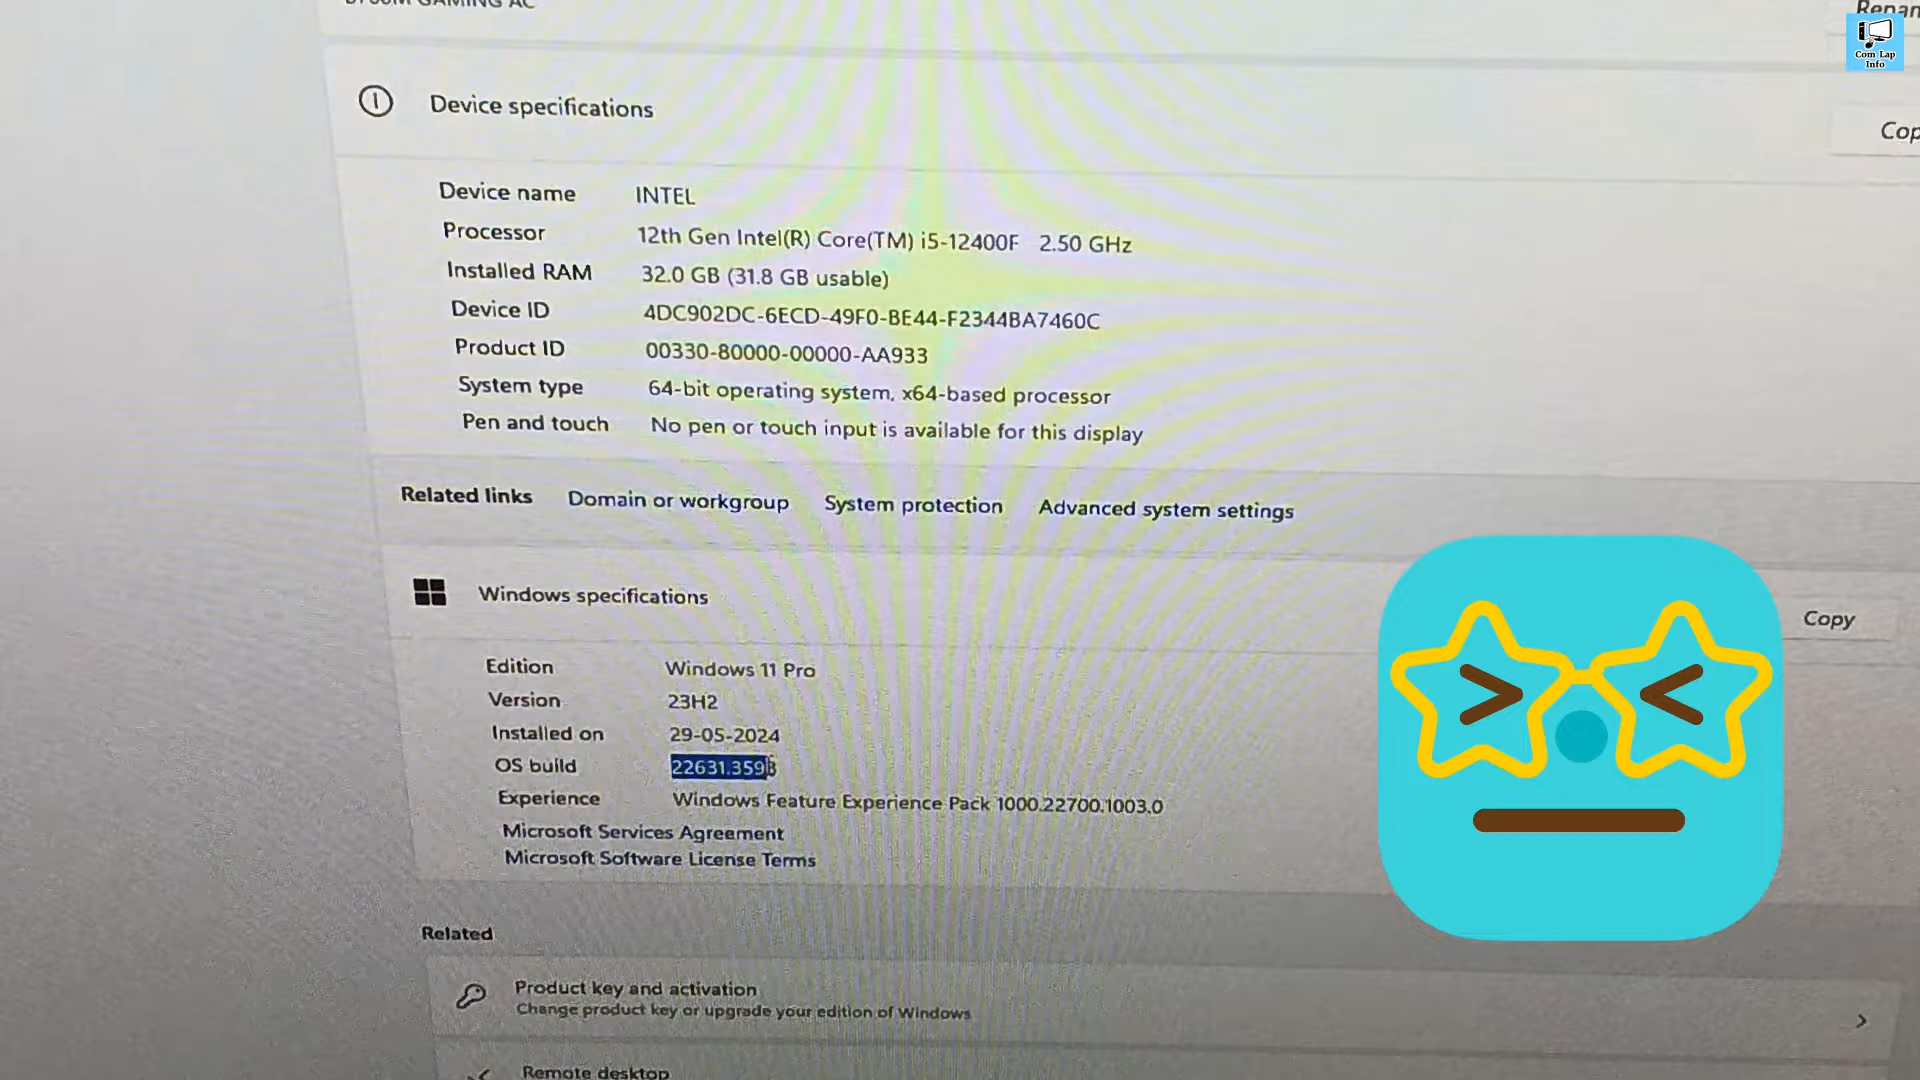 Com Lap
Info
Device specifications
Device name INTEL
Processor 12th Gen Intel(R) Core(TM) i5-12400F 2.50 GHz
Installed RAM 32.0 GB (31.8 GB usable)
Device ID 4DC902DC-6ECD-49F0-BE44-F2344BA7460C
Product ID 00330-80000-00000-AA933
System type 64-bit operating system, x64-based processor
Pen and touch No pen or touch input is available for this display
Related links Domain or workgroup System protection Advanced system settings
Windows specifications
Copy
Edition Windows 11 Pro
Version 23H2
Installed on 29-05-2024
OS build 22631.3593
Experience Windows Feature Experience Pack 1000.22700.1003.0
Microsoft Services Agreement
Microsoft Software License Terms
Related
Product key and activation
Change product key or upgrade your edition of Windows
Remote desktop